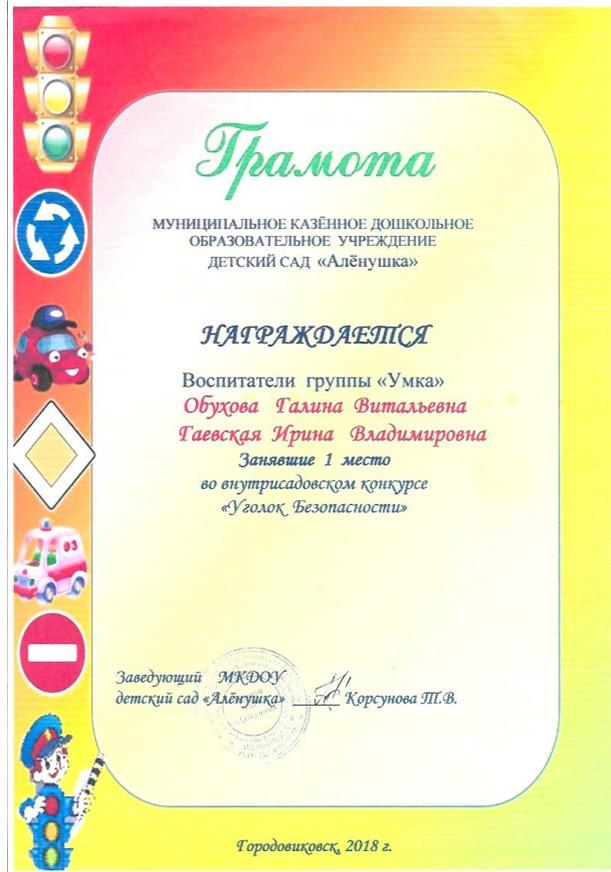 Грамота
МУНИЦИПАЛЬНОЕ КАЗЁННОЕ ДОШКОЛЬНОЕ
ОБРАЗОВАТЕЛЬНОЕ УЧРЕЖДЕНИЕ
ДЕТСКИЙ САД «Алёнушка»
НАГРАЖДАЕТСЯ
Воспитатели группы «Умка»
Обухова Галина Витальевна
Гаевская Ирина Владимировна
Занявшие 1 место
во внутрисадовском конкурсе
«Уголок Безопасности»
03
Заведующий МКДОУ
детский сад «Алёнушка» Корсунова Т.В.
Городовиковск, 2018 г.